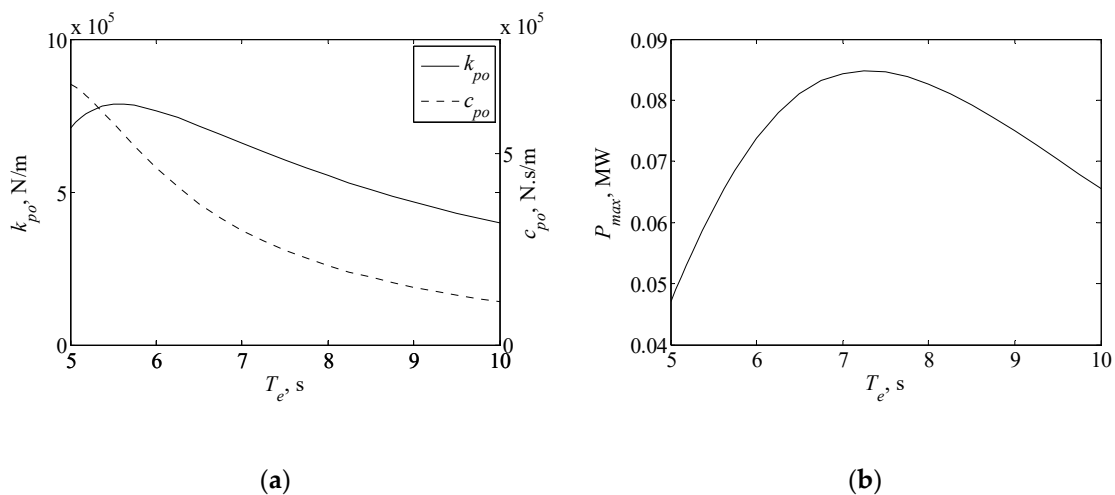 x 10^5
x 10^5
10
k_po
c_po
5
5
0
0
5
6
7
8
9
10
k_po, N/m
c_po, N.s/m
T_e, s
(a)
0.09
0.08
0.07
0.06
0.05
0.04
5
6
7
8
9
10
P_max, MW
T_e, s
(b)